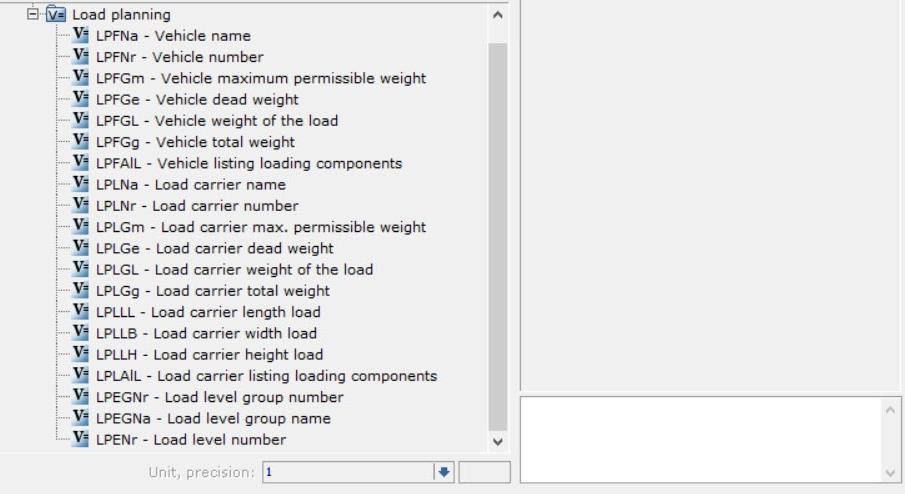 Load planning
LPFNa - Vehicle name
LPFNr - Vehicle number
LPFGm - Vehicle maximum permissible weight
LPFGe - Vehicle dead weight
LPFGL - Vehicle weight of the load
LPFGg - Vehicle total weight
LPFAlL - Vehicle listing loading components
LPLNa - Load carrier name
LPLNr - Load carrier number
LPLGm - Load carrier max. permissible weight
LPLGe - Load carrier dead weight
LPLGL - Load carrier weight of the load
LPLGg - Load carrier total weight
LPLLL - Load carrier length load
LPLLB - Load carrier width load
LPLLH - Load carrier height load
LPLAlL - Load carrier listing loading components
LPEGNr - Load level group number
LPEGNa - Load level group name
LPENr - Load level number
Unit, precision: 1